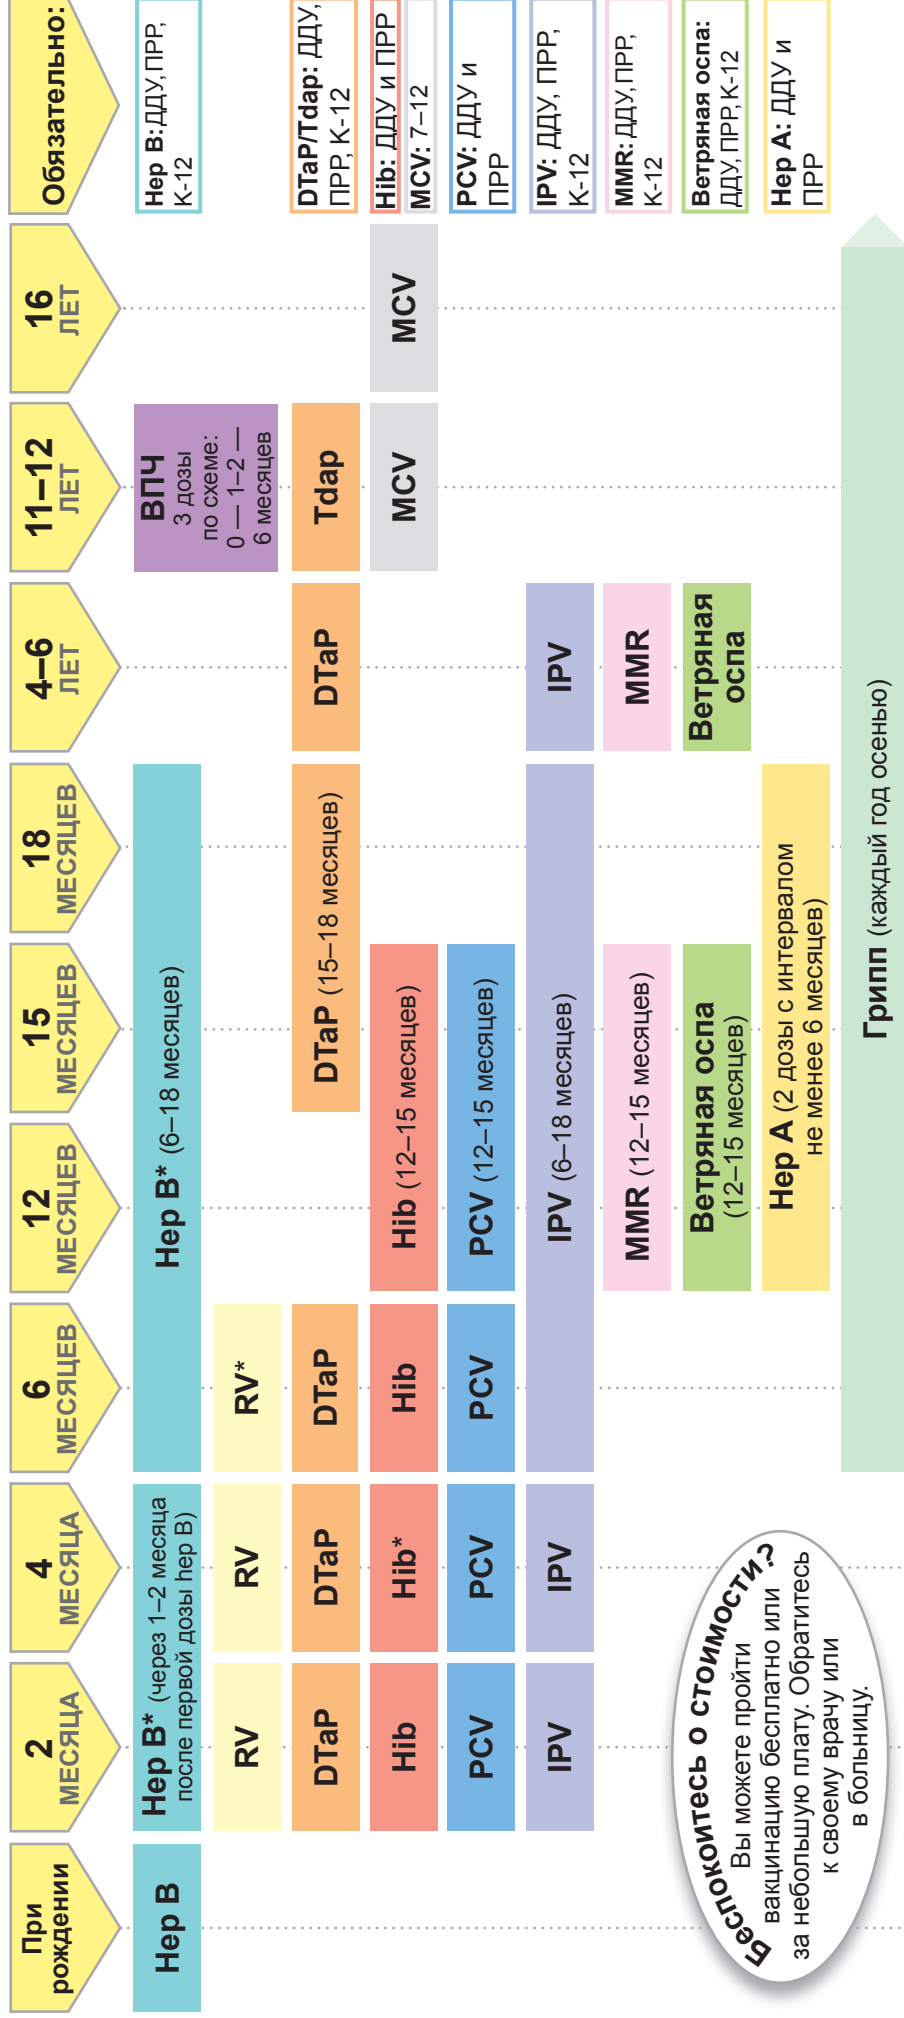 При
рождении
2
МЕСЯЦА
4
МЕСЯЦА
6
МЕСЯЦЕВ
12
МЕСЯЦЕВ
15
МЕСЯЦЕВ
18
МЕСЯЦЕВ
4–6
ЛЕТ
11–12
ЛЕТ
16
ЛЕТ
Обязательно:
Hep B
Hep B* (через 1–2 месяца
после первой дозы hep B)
Hep B* (6–18 месяцев)
ВПЧ
3 дозы
по схеме:
0 — 1–2 —
6 месяцев
Hep B: ДДУ, ПРР,
K-12
RV
RV
RV*
DTaP
DTaP
DTaP
DTaP (15–18 месяцев)
DTaP
Tdap
DTaP/Tdap: ДДУ,
ПРР, K-12
Hib
Hib*
Hib
Hib (12–15 месяцев)
MCV
MCV
Hib: ДДУ и ПРР
MCV: 7–12
PCV
PCV
PCV
PCV (12–15 месяцев)
PCV: ДДУ и
ПРР
IPV
IPV
IPV (6–18 месяцев)
IPV
IPV: ДДУ, ПРР,
K-12
MMR (12–15 месяцев)
MMR
MMR: ДДУ, ПРР,
K-12
Ветряная оспа
(12–15 месяцев)
Ветряная
оспа
Ветряная оспа:
ДДУ, ПРР, K-12
Hep A (2 дозы с интервалом
не менее 6 месяцев)
Hep A: ДДУ и
ПРР
Грипп (каждый год осенью)
Беспокоитесь о стоимости?
Вы можете пройти
вакцинацию бесплатно или
за небольшую плату. Обратитесь
к своему врачу или
в больницу.